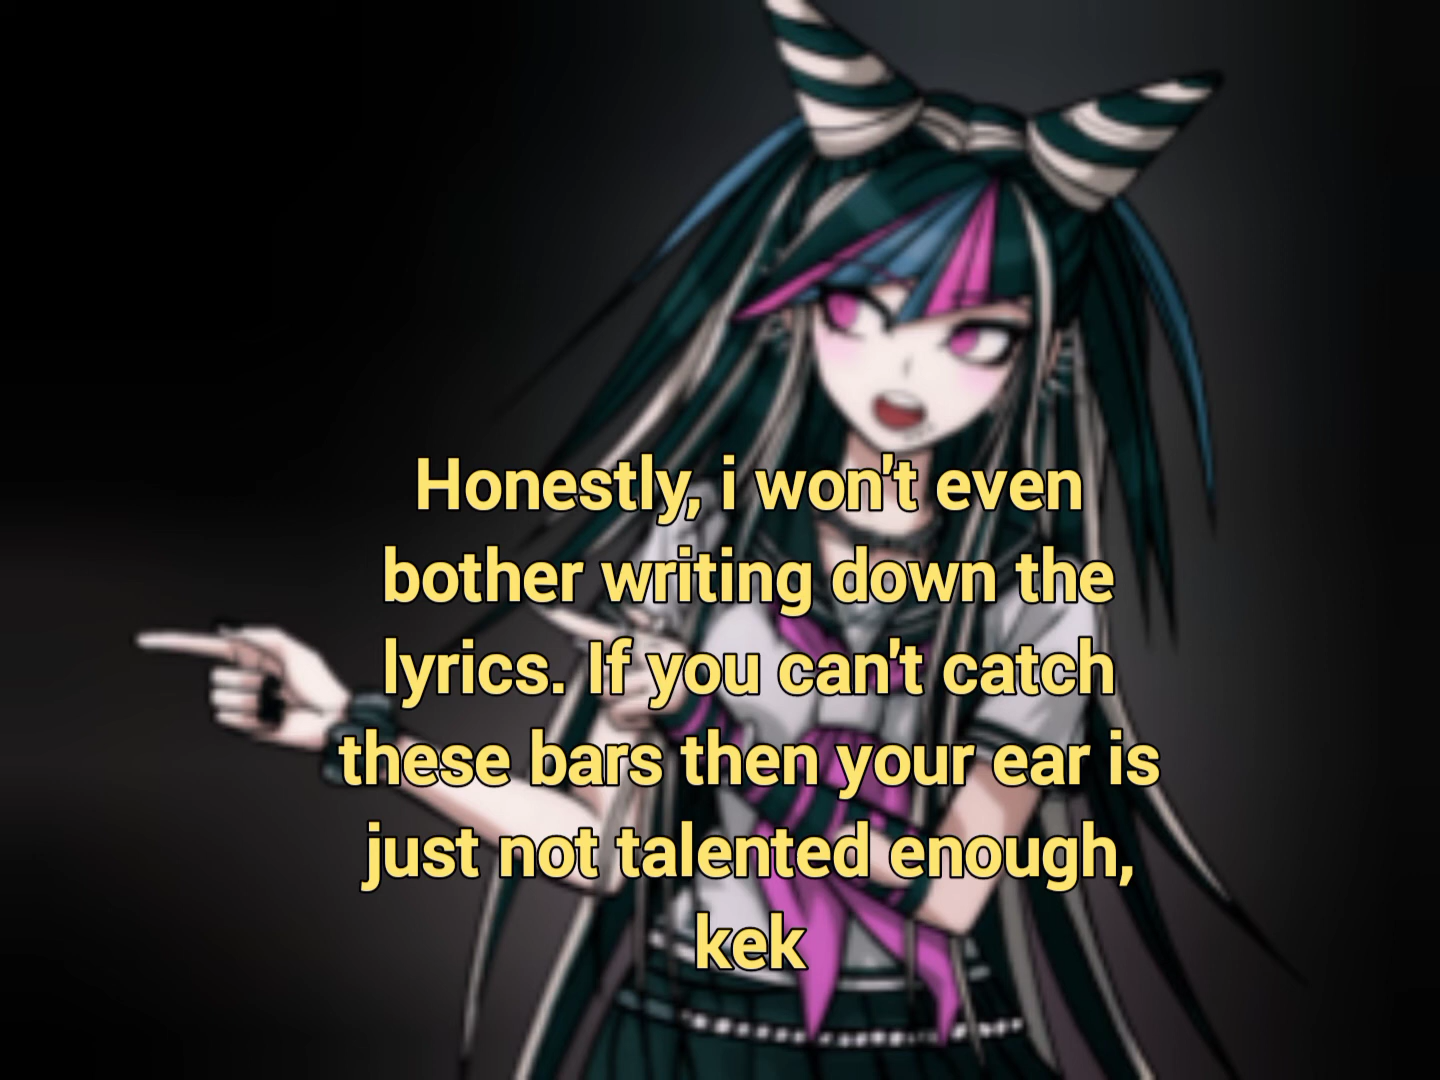 Honestly, i won't even
bother writing down the
lyrics. If you can't catch
these bars then your ear is
just not talented enough,
kek